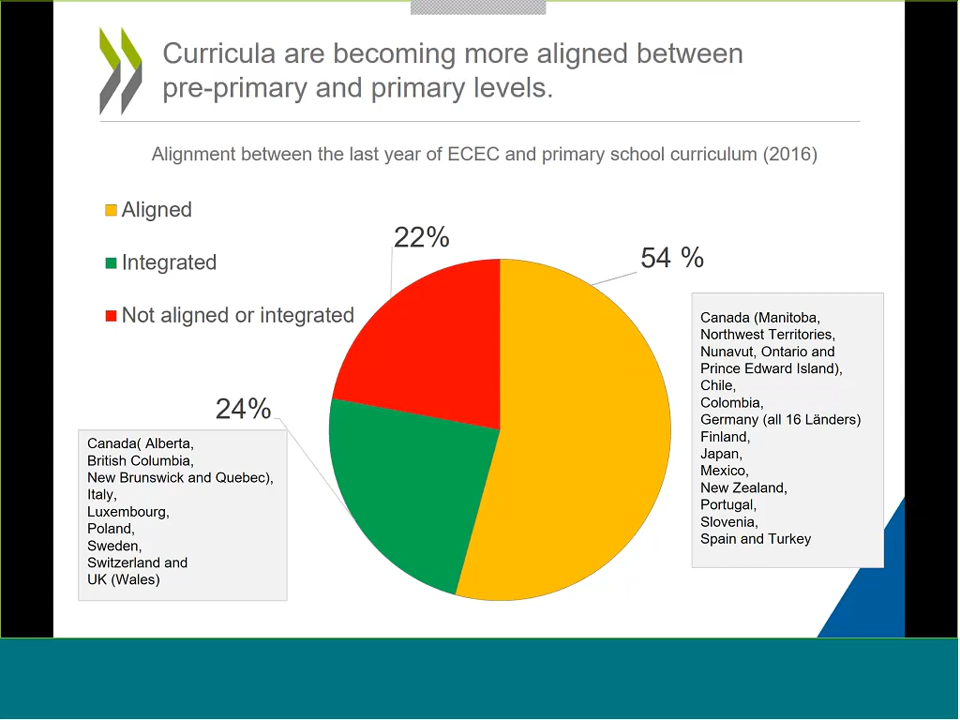 Curricula are becoming more aligned between
pre-primary and primary levels.
Alignment between the last year of ECEC and primary school curriculum (2016)
Aligned
Integrated
Not aligned or integrated
22%
54 %
24%
Canada (Manitoba,
Northwest Territories,
Nunavut, Ontario and
Prince Edward Island),
Chile,
Colombia,
Germany (all 16 Länders)
Finland,
Japan,
Mexico,
New Zealand,
Portugal,
Slovenia,
Spain and Turkey
Canada( Alberta,
British Columbia,
New Brunswick and Quebec),
Italy,
Luxembourg,
Poland,
Sweden,
Switzerland and
UK (Wales)